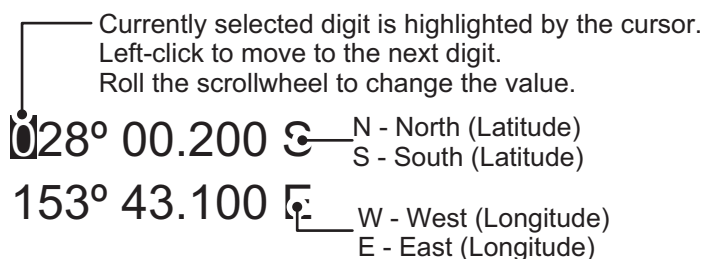 Currently selected digit is highlighted by the cursor.
Left-click to move to the next digit.
Roll the scrollwheel to change the value.
028º 00.200 S
N - North (Latitude)
S - South (Latitude)
153º 43.100 E
W - West (Longitude)
E - East (Longitude)